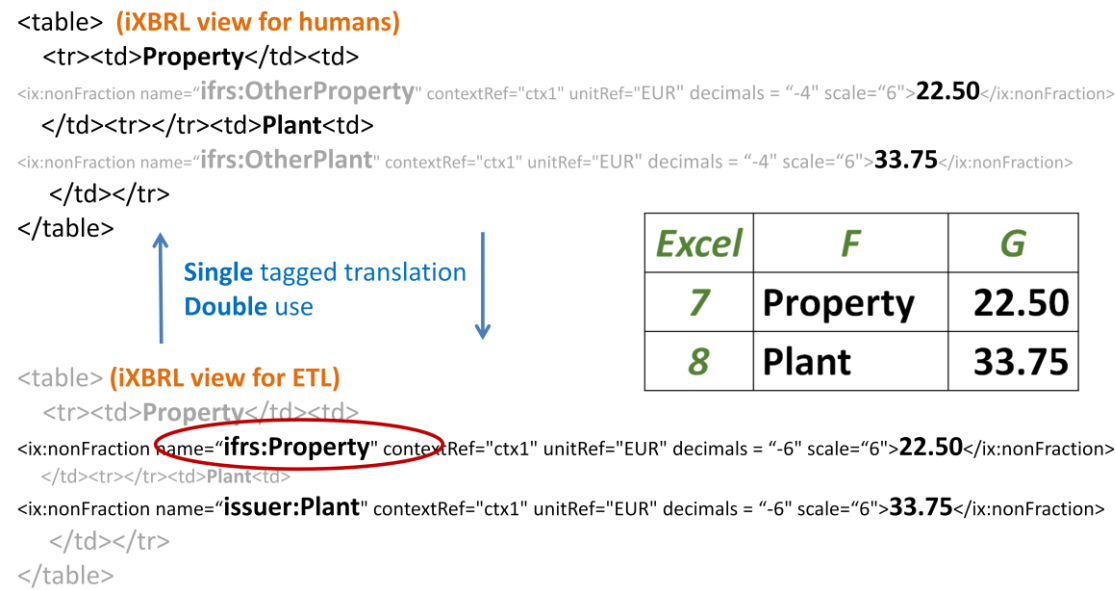 <table> (iXBRL view for humans)
<tr><td>Property</td><td>
<ix:nonFraction name=“ifrs:OtherProperty" contextRef="ctx1" unitRef="EUR" decimals = “-4" scale=“6">22.50</ix:nonFraction>
</td><tr></tr><td>Plant<td>
<ix:nonFraction name=“ifrs:OtherPlant" contextRef="ctx1" unitRef="EUR" decimals = “-4" scale=“6">33.75</ix:nonFraction>
</td></tr>
</table>
Single tagged translation
Double use
Excel F G
7 Property 22.50
8 Plant 33.75
<table> (iXBRL view for ETL)
<tr><td>Property</td><td>
<ix:nonFraction name=“ifrs:Property" contextRef="ctx1" unitRef="EUR" decimals = “-6" scale=“6">22.50</ix:nonFraction>
</td><tr></tr><td>Plant<td>
<ix:nonFraction name=“issuer:Plant" contextRef="ctx1" unitRef="EUR" decimals = “-6" scale=“6">33.75</ix:nonFraction>
</td></tr>
</table>